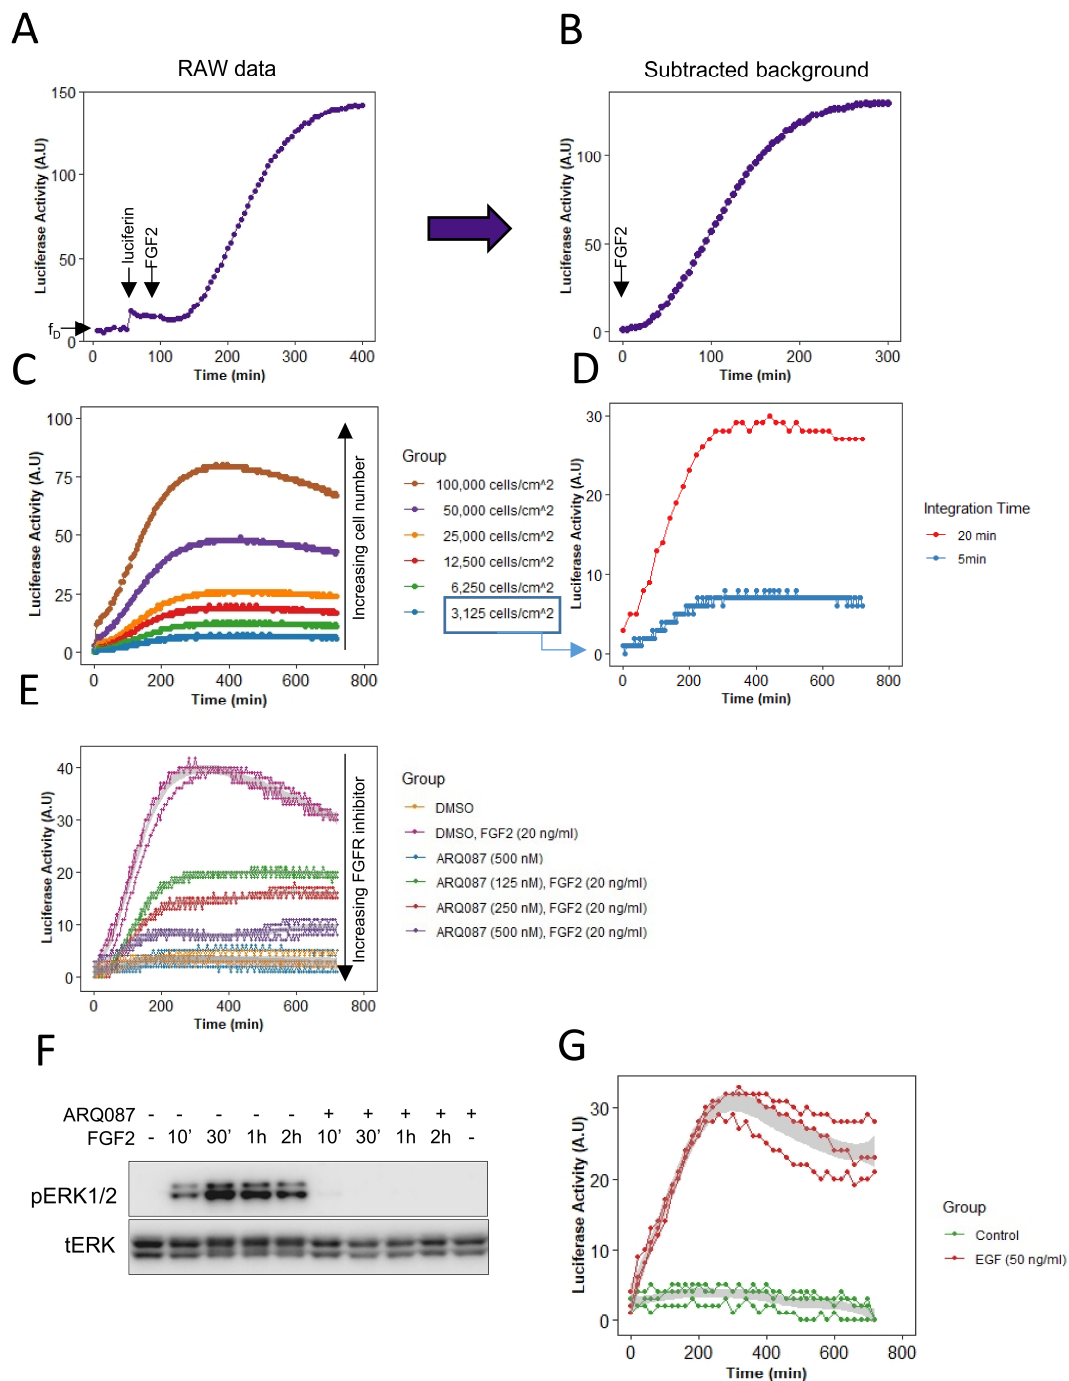 A
RAW data
Luciferase Activity (A.U)
150
100
50
0
luciferin
FGF2
fD
0 100 200 300 400
Time (min)
B
Subtracted background
Luciferase Activity (A.U)
100
50
0
FGF2
0 100 200 300
Time (min)
C
Luciferase Activity (A.U)
100
75
50
25
0
Increasing cell number
0 200 400 600 800
Time (min)
Group
100,000 cells/cm^2
50,000 cells/cm^2
25,000 cells/cm^2
12,500 cells/cm^2
6,250 cells/cm^2
3,125 cells/cm^2
D
Luciferase Activity (A.U)
30
20
10
0
0 200 400 600 800
Time (min)
Integration Time
20 min
5min
E
Luciferase Activity (A.U)
40
30
20
10
0
Increasing FGFR inhibitor
0 200 400 600 800
Time (min)
Group
DMSO
DMSO, FGF2 (20 ng/ml)
ARQ087 (500 nM)
ARQ087 (125 nM), FGF2 (20 ng/ml)
ARQ087 (250 nM), FGF2 (20 ng/ml)
ARQ087 (500 nM), FGF2 (20 ng/ml)
F
ARQ087 - - - - - + + + + +
FGF2 - 10’ 30’ 1h 2h 10’ 30’ 1h 2h -
pERK1/2
tERK
G
Luciferase Activity (A.U)
30
20
10
0
0 200 400 600 800
Time (min)
Group
Control
EGF (50 ng/ml)